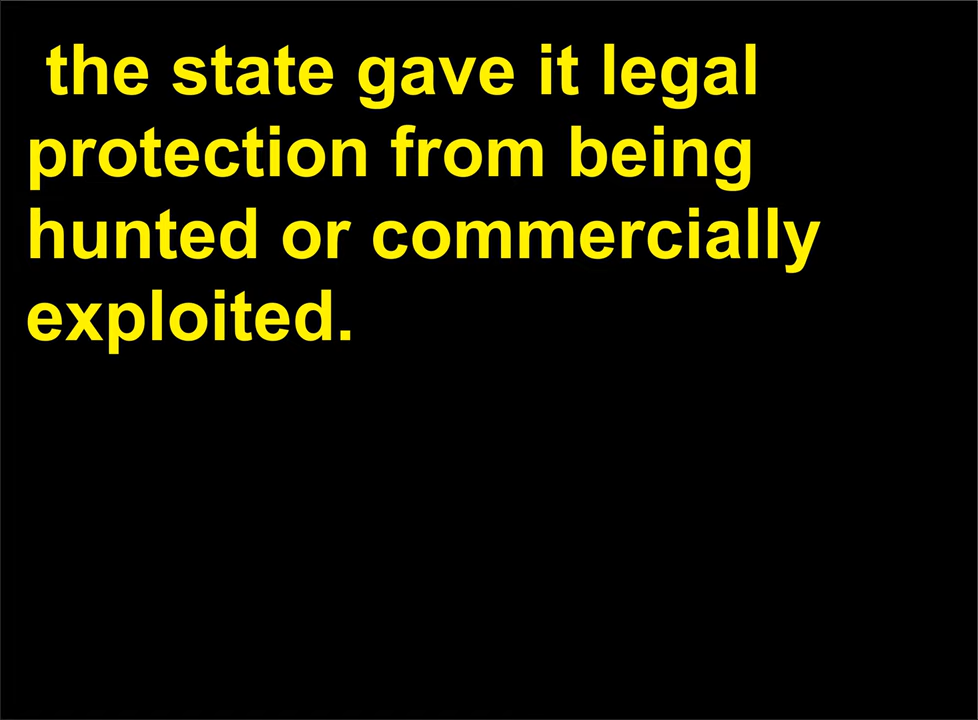 the state gave it legal
protection from being
hunted or commercially
exploited.